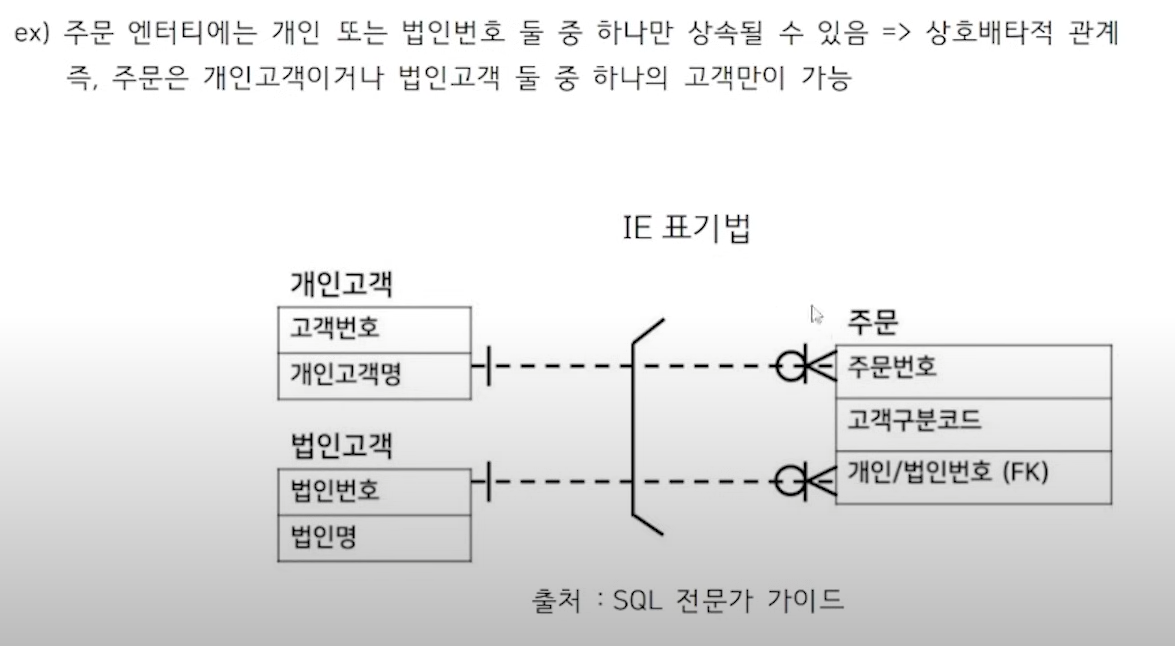 ex) 주문 엔터티에는 개인 또는 법인번호 둘 중 하나만 상속될 수 있음 => 상호배타적 관계
즉, 주문은 개인고객이거나 법인고객 둘 중 하나의 고객만이 가능
IE 표기법
개인고객
고객번호
개인고객명
법인고객
법인번호
법인명
주문
주문번호
고객구분코드
개인/법인번호 (FK)
출처 : SQL 전문가 가이드